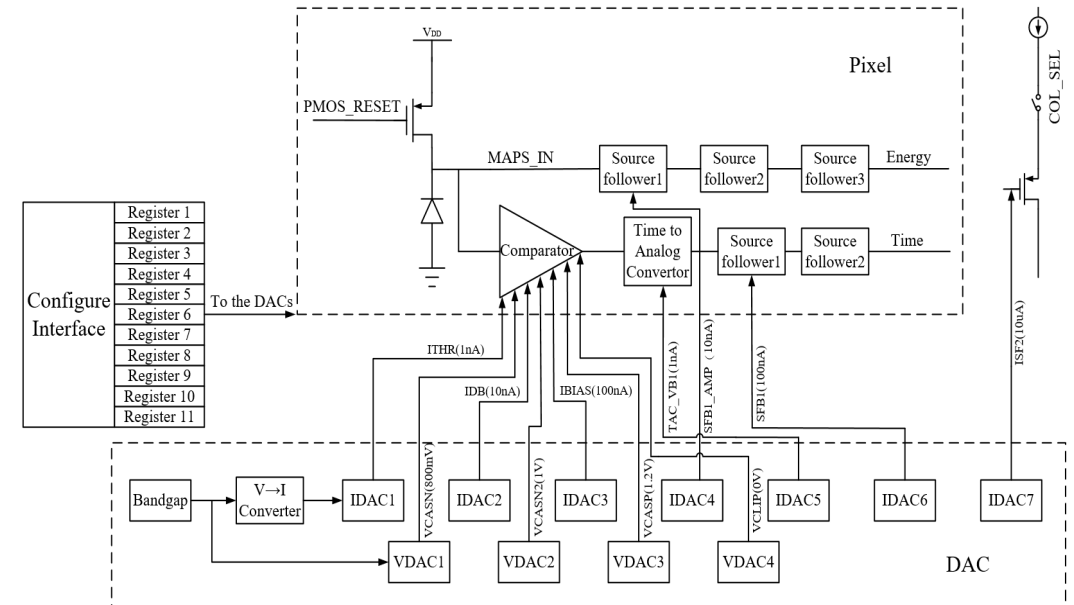 VDD
Pixel
COL_SEL
PMOS_RESET
MAPS_IN
Source
follower1
Source
follower2
Source
follower3
Energy
Comparator
Time to
Analog
Convertor
Source
follower1
Source
follower2
Time
Configure
Interface
Register 1
Register 2
Register 3
Register 4
Register 5
Register 6
Register 7
Register 8
Register 9
Register 10
Register 11
To the DACs
ITHR(1nA)
IDB(10nA)
IBIAS(100nA)
TAC_VB1(1nA)
SFB1_AMP（10nA)
SFB1(100nA)
ISF2(10uA)
VCASN(800mV)
VCASN2(1V)
VCASP(1.2V)
VCLIP(0V)
Bandgap
V→I
Converter
IDAC1
IDAC2
IDAC3
IDAC4
IDAC5
IDAC6
IDAC7
VDAC1
VDAC2
VDAC3
VDAC4
DAC